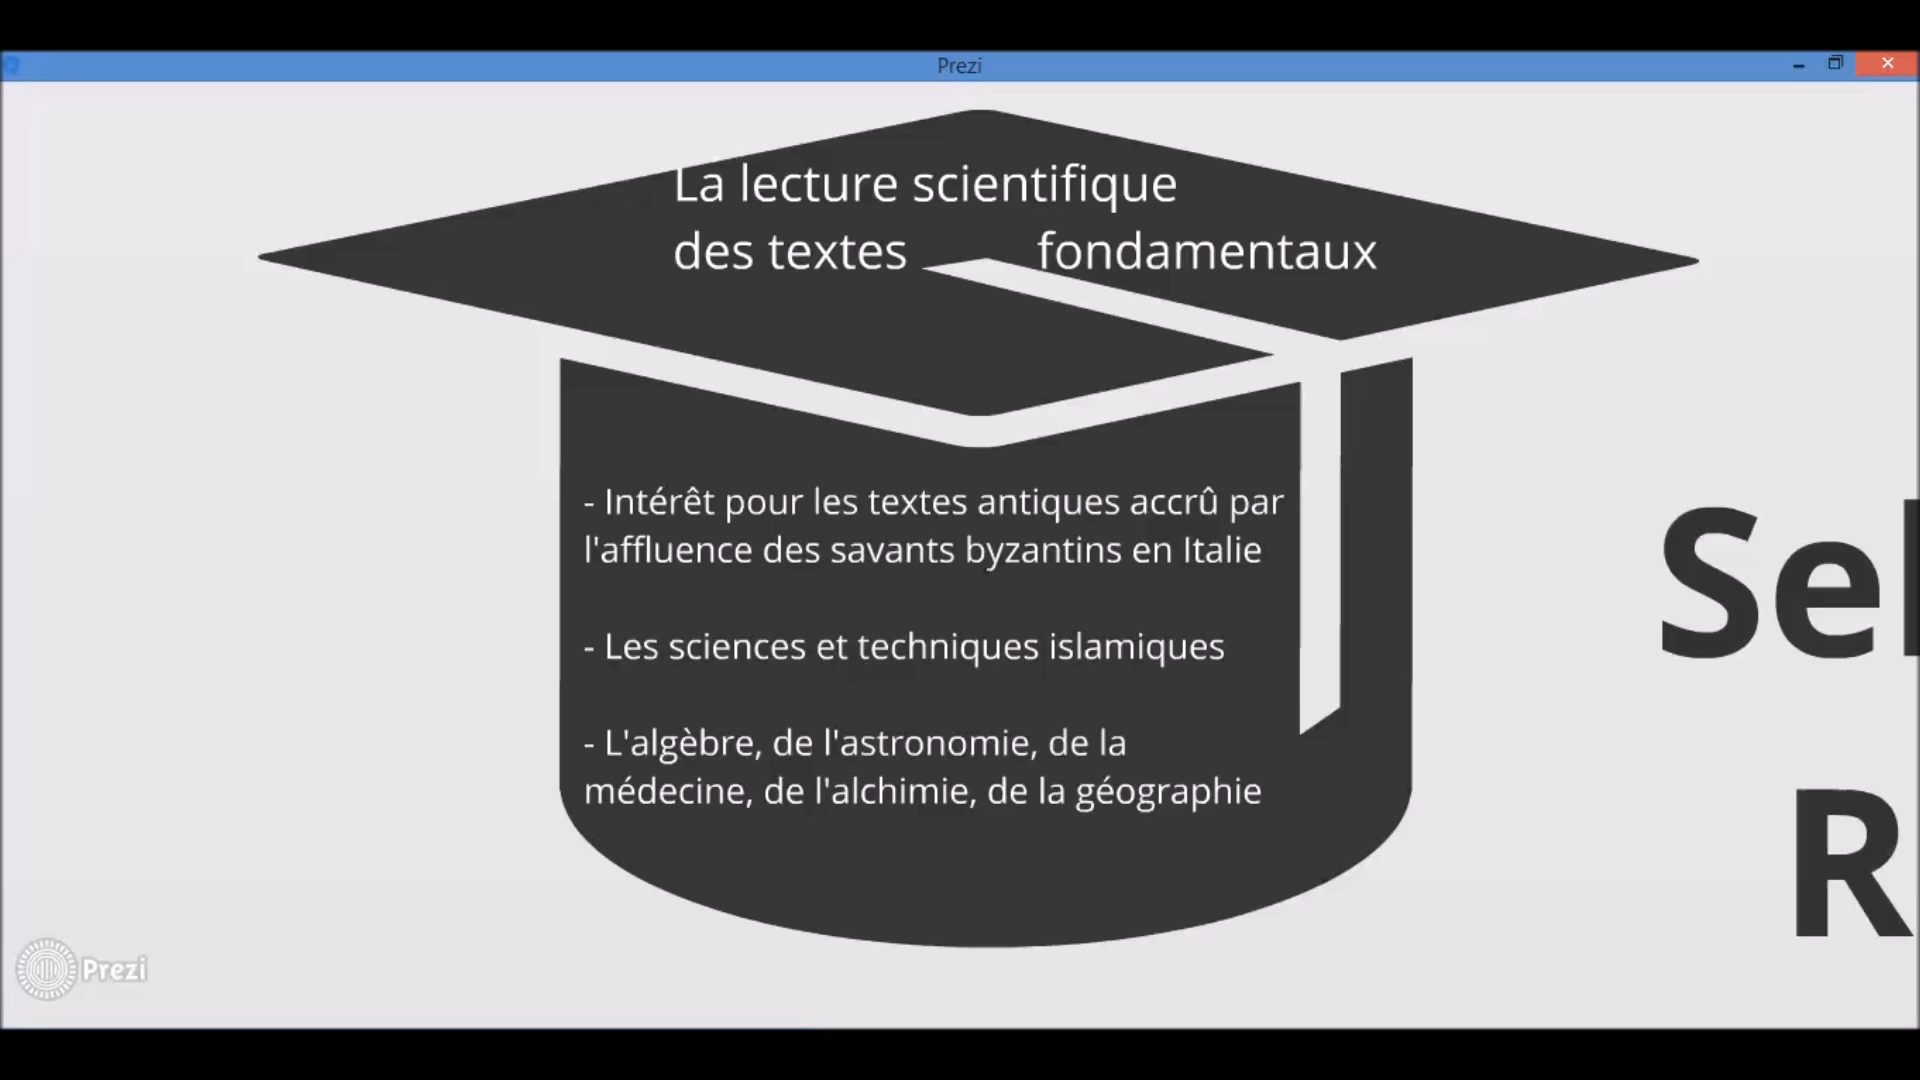 Prezi
La lecture scientifique
des textes fondamentaux
- Intérêt pour les textes antiques accrû par
l'affluence des savants byzantins en Italie
- Les sciences et techniques islamiques
- L'algèbre, de l'astronomie, de la
médecine, de l'alchimie, de la géographie
Se
R
Prezi